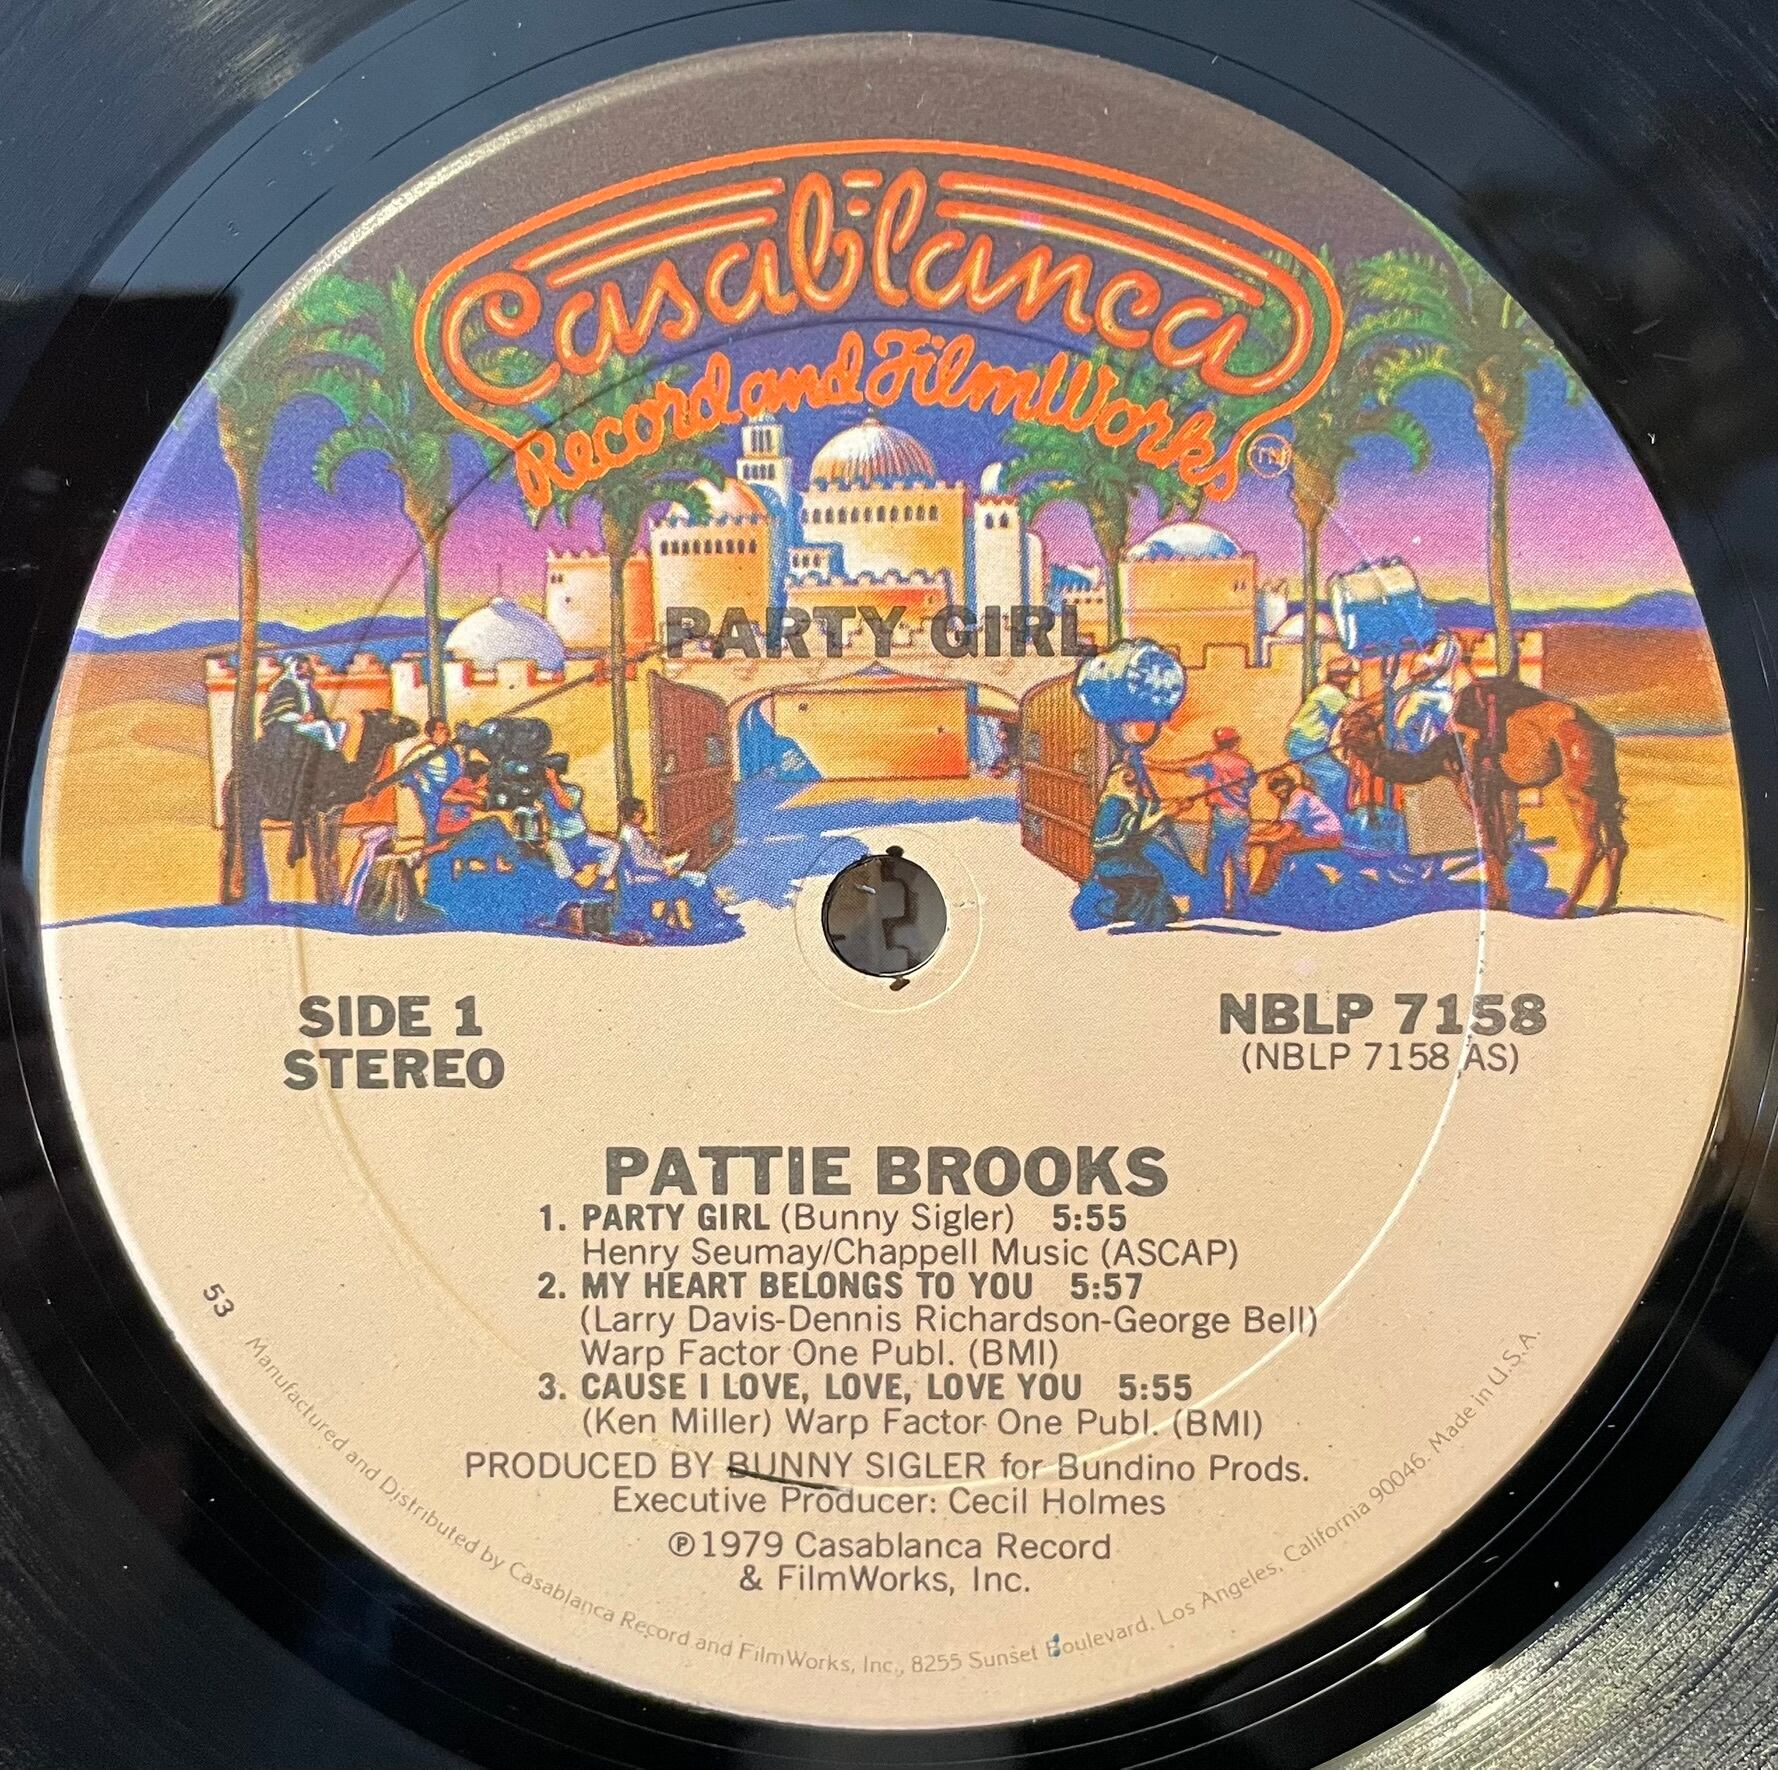 Casablanca
Record and FilmWorks
TM
PARTY GIRL
SIDE 1
STEREO
NBLP 7158
(NBLP 7158 AS)
PATTIE BROOKS
1. PARTY GIRL (Bunny Sigler) 5:55
Henry Seumay/Chappell Music (ASCAP)
2. MY HEART BELONGS TO YOU 5:57
(Larry Davis-Dennis Richardson-George Bell)
Warp Factor One Publ. (BMI)
3. CAUSE I LOVE, LOVE, LOVE YOU 5:55
(Ken Miller) Warp Factor One Publ. (BMI)
PRODUCED BY BUNNY SIGLER for Bundino Prods.
Executive Producer: Cecil Holmes
℗1979 Casablanca Record
& FilmWorks, Inc.
53
Manufactured and Distributed by Casablanca Record and FilmWorks, Inc., 8255 Sunset Boulevard, Los Angeles, California 90046. Made in U.S.A.